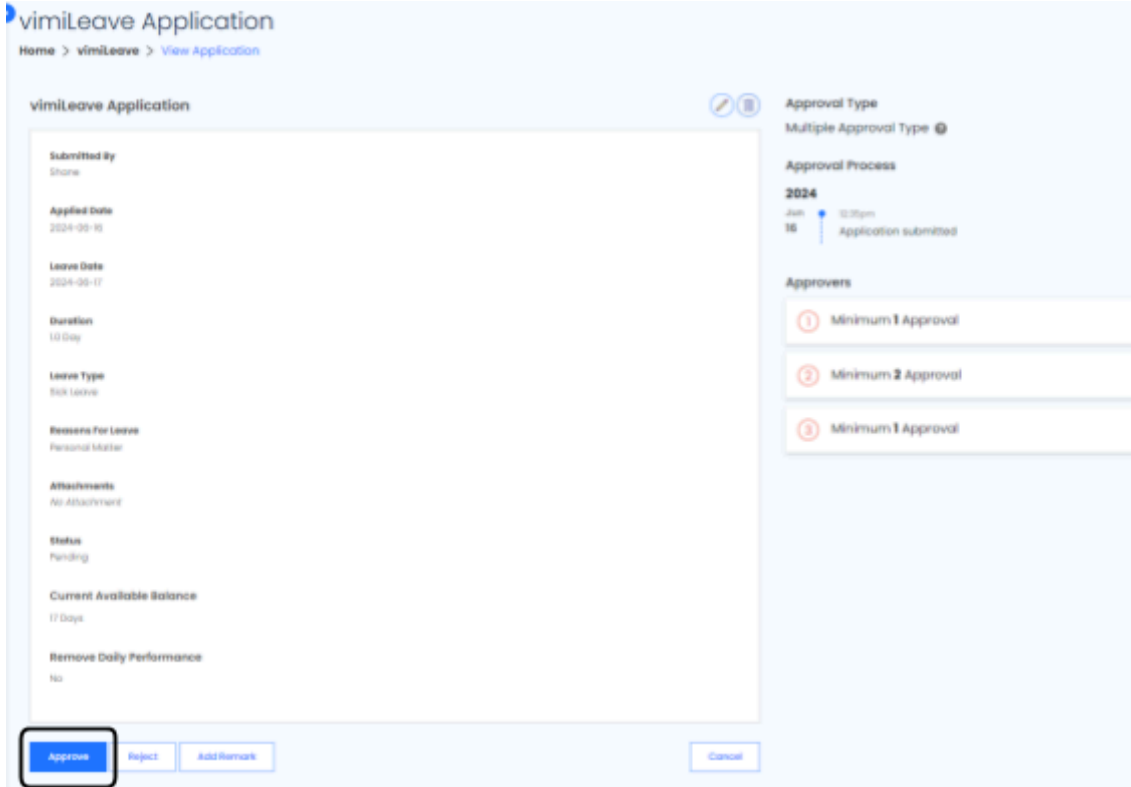 vimiLeave Application
Home > vimiLeave > View Application
vimiLeave Application
Submitted By
Shane
Applied Date
2024-06-16
Leave Date
2024-06-17
Duration
1.0 Day
Leave Type
Sick Leave
Reasons For Leave
Personal Matter
Attachments
No Attachment
Status
Pending
Current Available Balance
17 Days
Remove Daily Performance
No
Approve
Reject
Add Remark
Cancel
Approval Type
Multiple Approval Type
Approval Process
2024
Jun
16
12:35pm
Application submitted
Approvers
1 Minimum 1 Approval
2 Minimum 2 Approval
3 Minimum 1 Approval